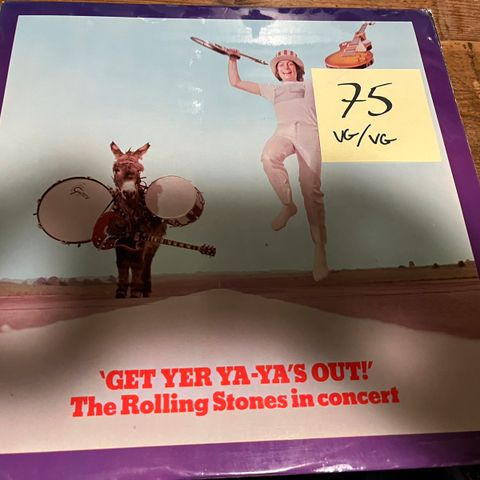 75
VG/VG
'GET YER YA-YA'S OUT!'
The Rolling Stones in concert